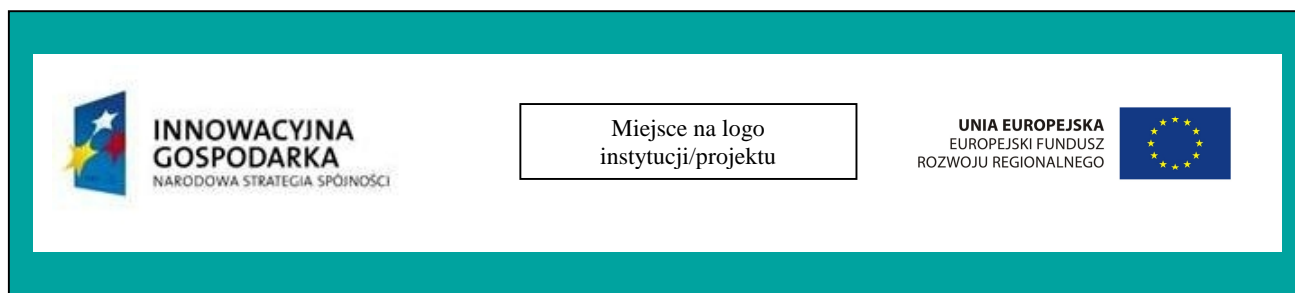 INNOWACYJNA
GOSPODARKA
NARODOWA STRATEGIA SPÓJNOŚCI
Miejsce na logo
instytucji/projektu
UNIA EUROPEJSKA
EUROPEJSKI FUNDUSZ
ROZWOJU REGIONALNEGO